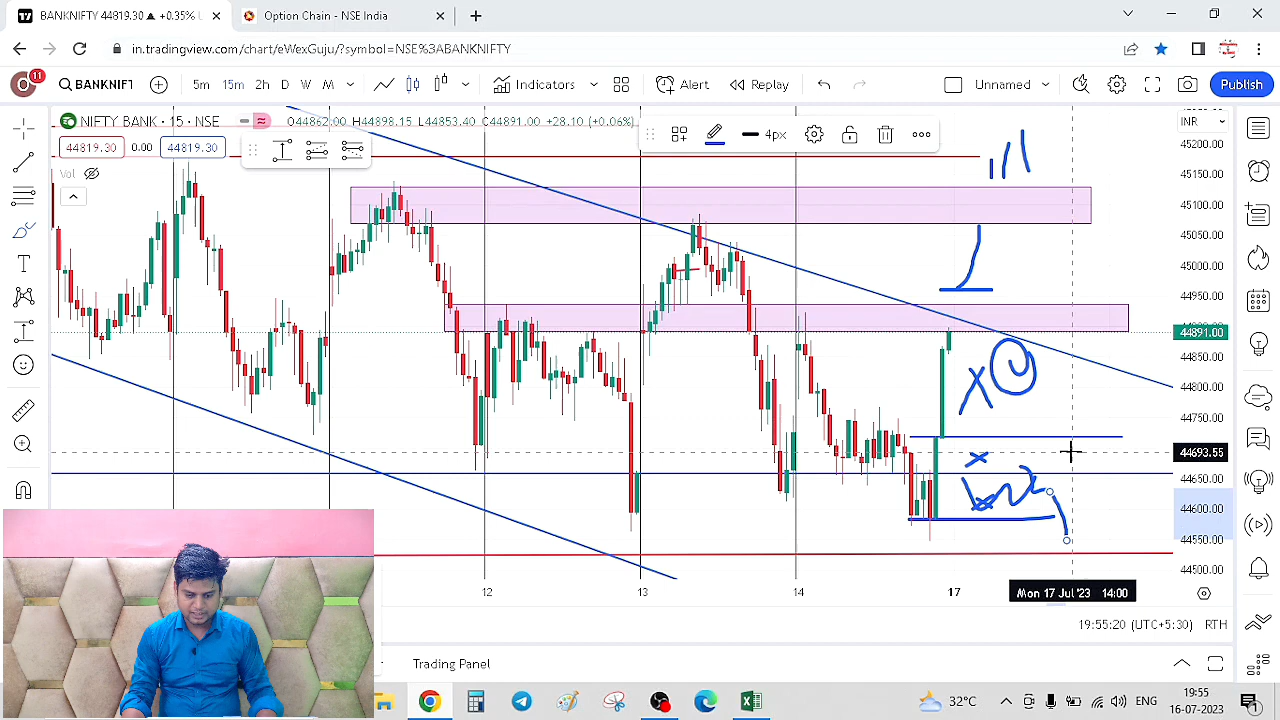 BANKNIFTY 44819.30 ▲ +0.35% U
Option Chain - NSE India
in.tradingview.com/chart/eWexGuju/?symbol=NSE%3ABANKNIFTY
11
BANKNIFT 5m 15m 2h D W M Indicators Alert Replay Unnamed Publish
NIFTY BANK · 15 · NSE O44862.00 H44898.15 L44853.40 C44891.00 +28.10 (+0.06%)
INR
44819.30 0.00 44819.30
4px
Vol
45200.00
45150.00
45100.00
45050.00
45000.00
44950.00
44891.00
44850.00
44800.00
44750.00
44693.55
44650.00
44600.00
44550.00
44500.00
12 13 14 17 Mon 17 Jul '23 14:00
19:55:20 (UTC+5:30) RTH
Trading Panel
32°C ENG 19:55
16-07-2023 1